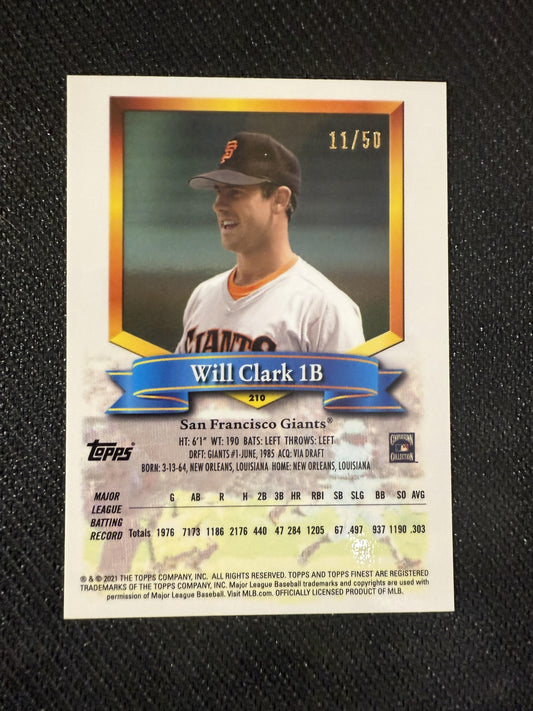 11/50
SF
GIANTS
Will Clark 1B
210
San Francisco Giants®
topps®
HT: 6'1" WT: 190 BATS: LEFT THROWS: LEFT
DRFT: GIANTS #1-JUNE, 1985 ACQ: VIA DRAFT
BORN: 3-13-64, NEW ORLEANS, LOUISIANA HOME: NEW ORLEANS, LOUISIANA
COOPERSTOWN
COLLECTION
MAJOR LEAGUE BATTING RECORD G AB R H 2B 3B HR RBI SB SLG BB SO AVG
Totals 1976 7173 1186 2176 440 47 284 1205 67 .497 937 1190 .303
® & © 2021 THE TOPPS COMPANY, INC. ALL RIGHTS RESERVED. TOPPS AND TOPPS FINEST ARE REGISTERED
TRADEMARKS OF THE TOPPS COMPANY, INC. Major League Baseball trademarks and copyrights are used with
permission of Major League Baseball. Visit MLB.com. OFFICIALLY LICENSED PRODUCT OF MLB.